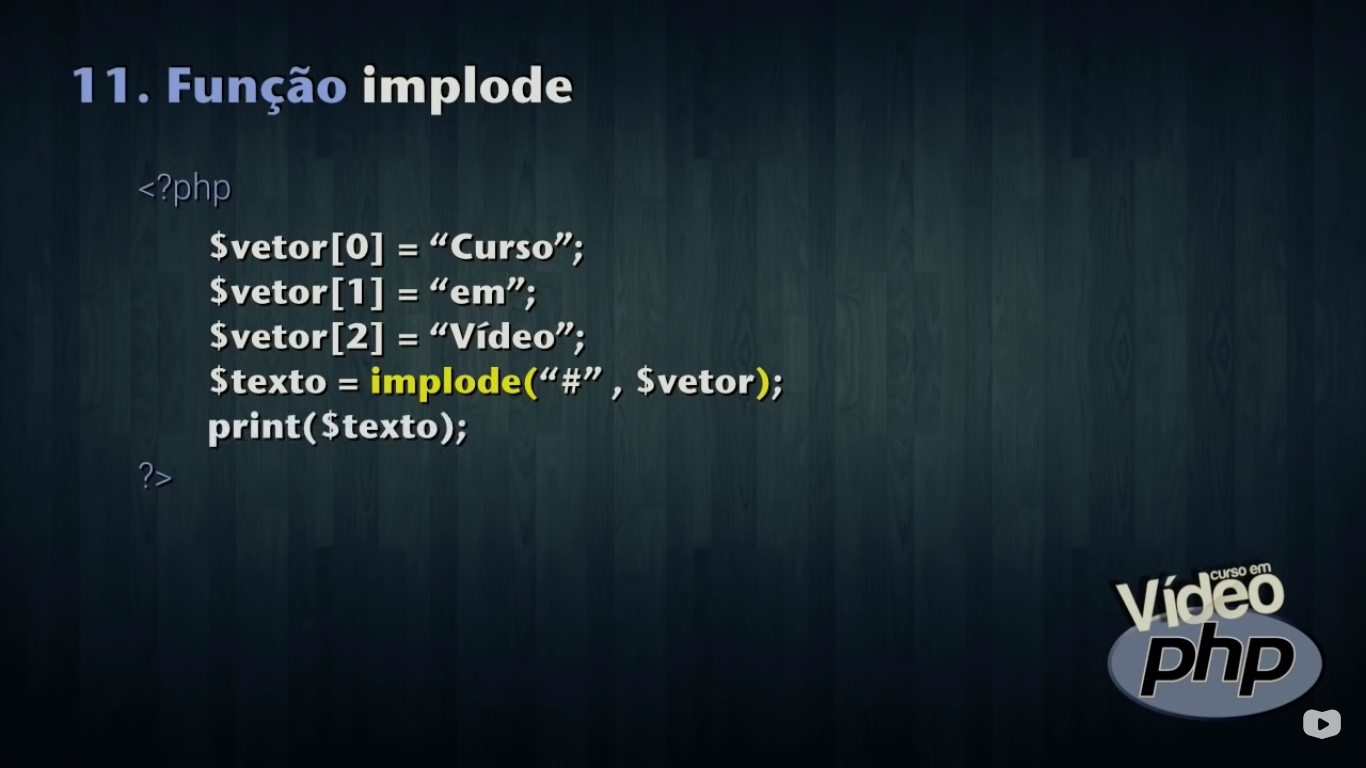 11. Função implode
<?php
$vetor[0] = “Curso”;
$vetor[1] = “em”;
$vetor[2] = “Vídeo”;
$texto = implode(“#” , $vetor);
print($texto);
?>
curso em
Vídeo
php